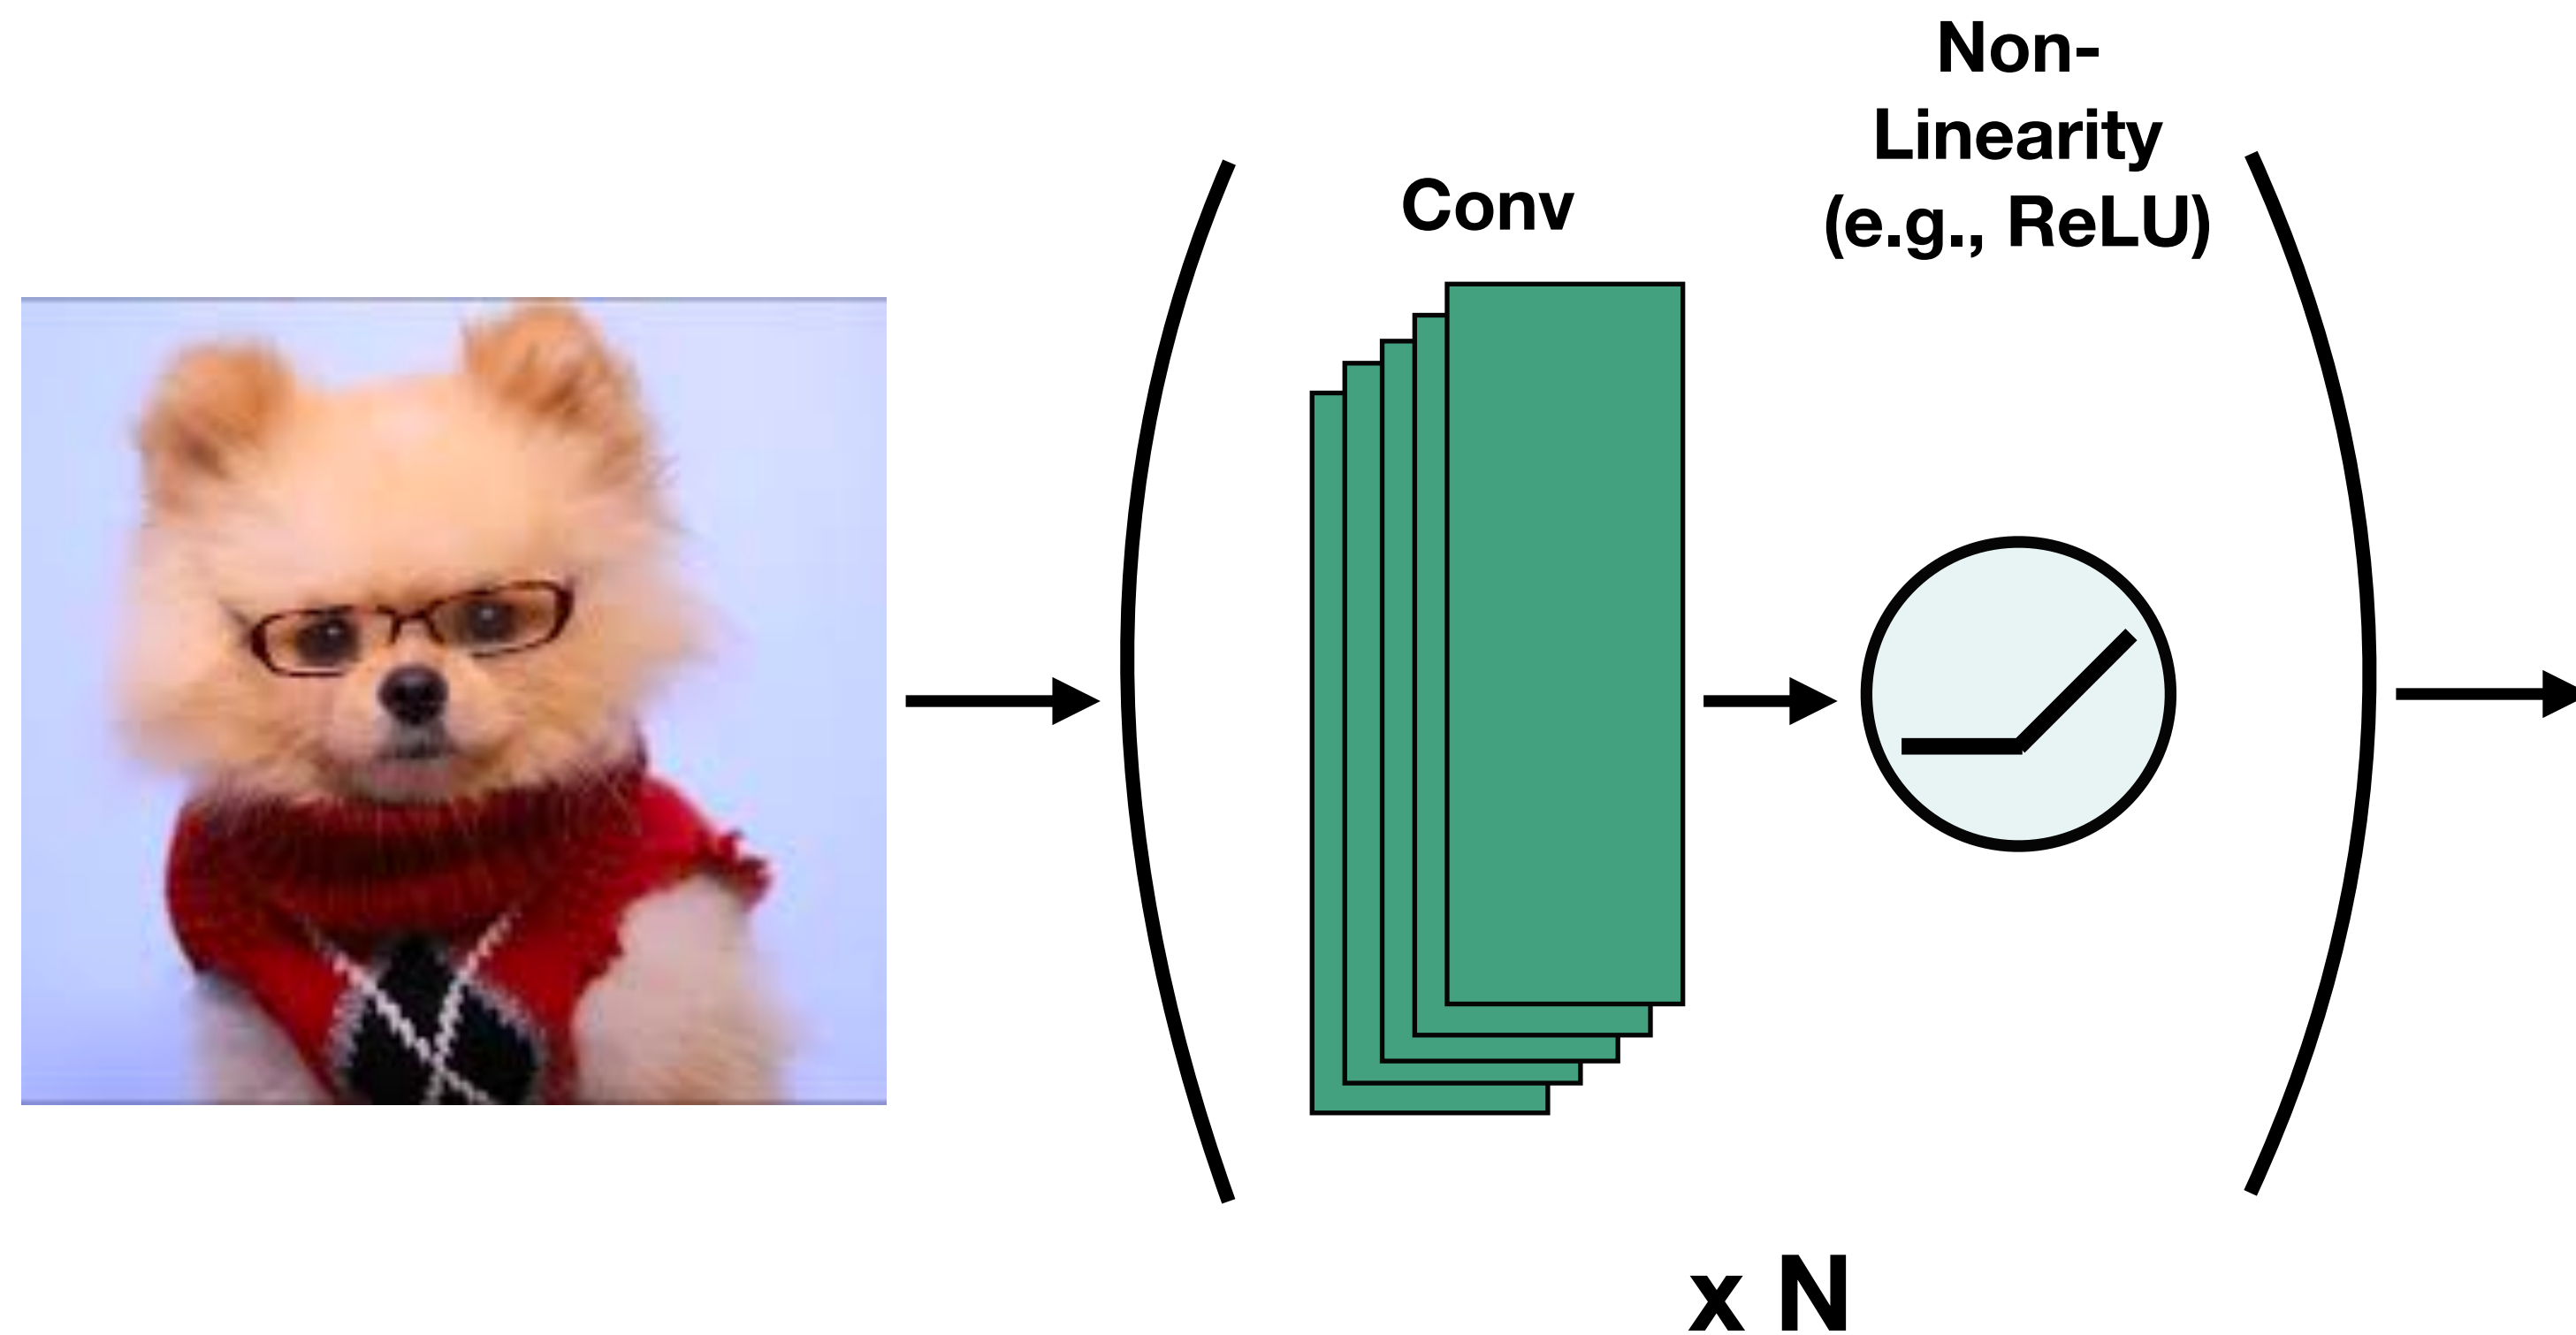 Conv
Non-
Linearity
(e.g., ReLU)
x N